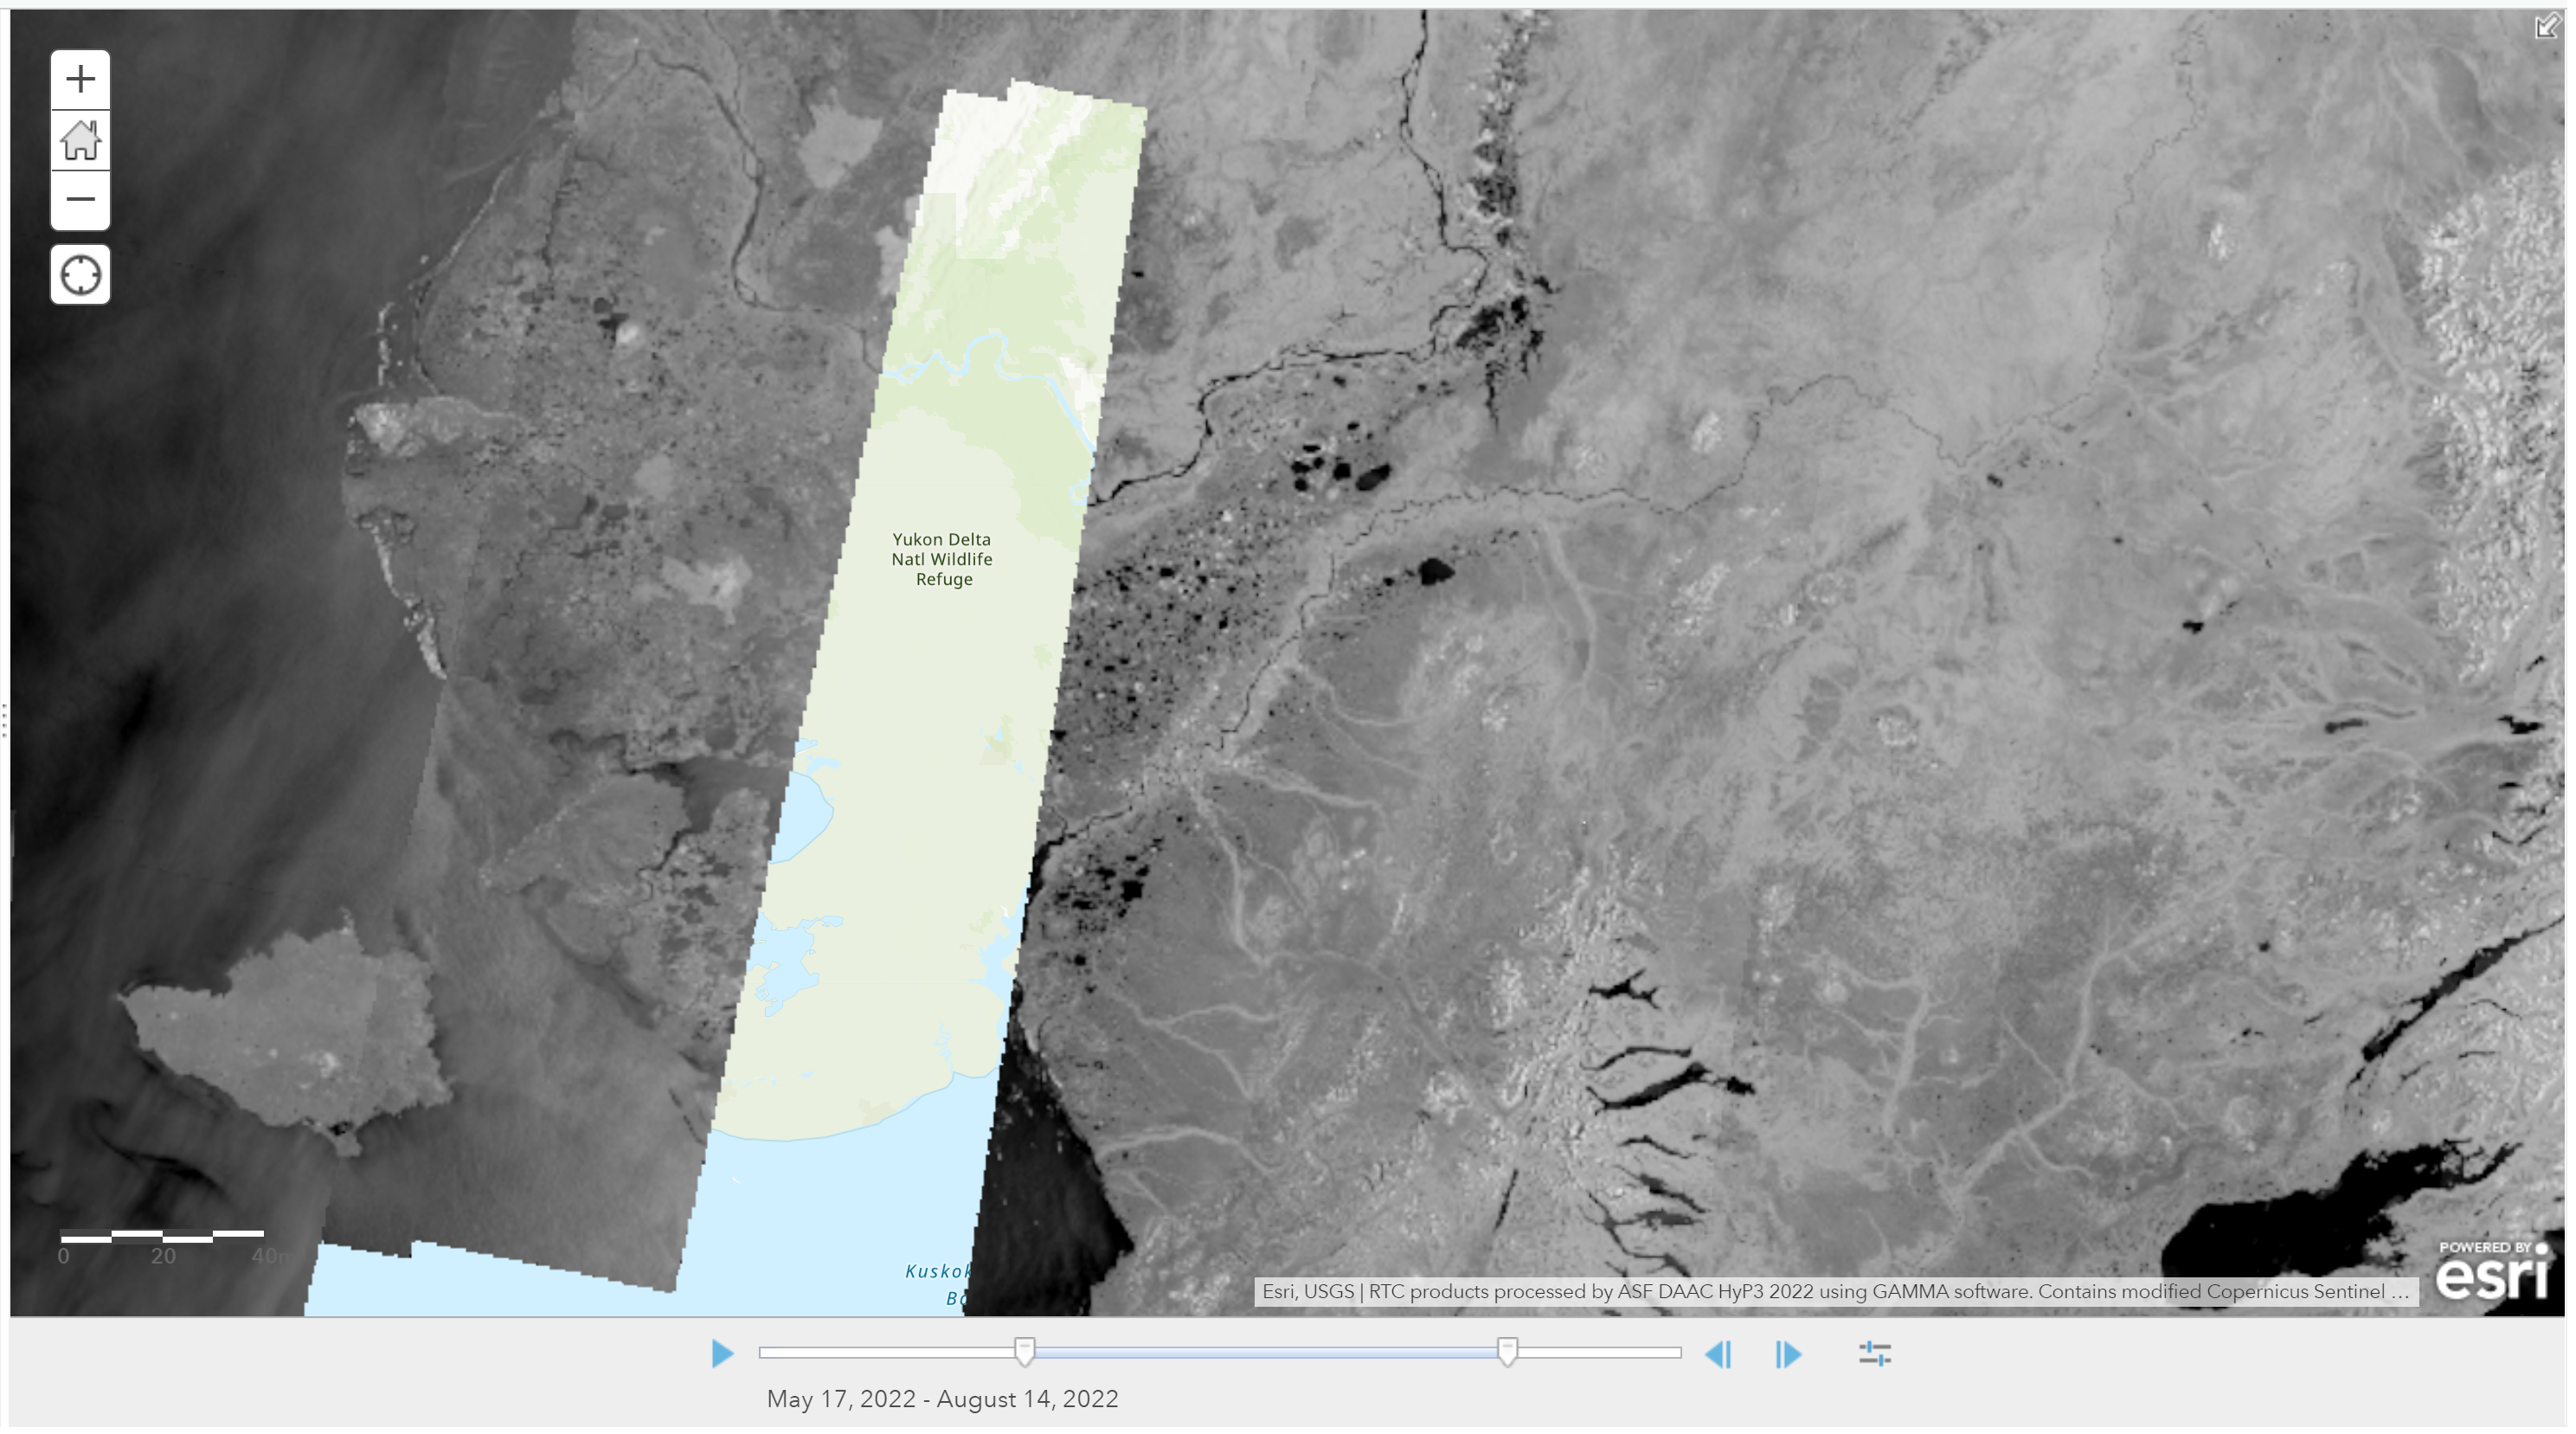 Yukon Delta
Natl Wildlife
Refuge
0 20 40m
Kuskok
Ba
POWERED BY
esri
Esri, USGS | RTC products processed by ASF DAAC HyP3 2022 using GAMMA software. Contains modified Copernicus Sentinel …
May 17, 2022 - August 14, 2022